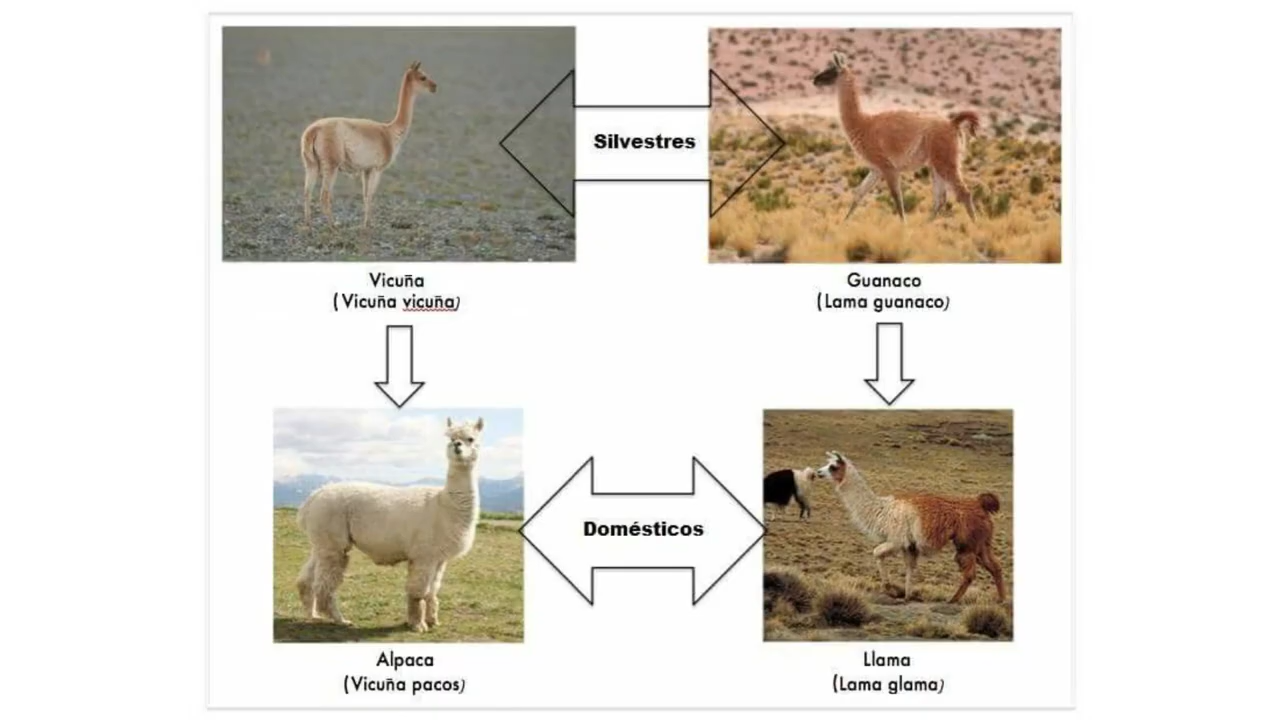 Silvestres
Vicuña
(Vicuña vicuña)
Guanaco
(Lama guanaco)
Domésticos
Alpaca
(Vicuña pacos)
Llama
(Lama glama)